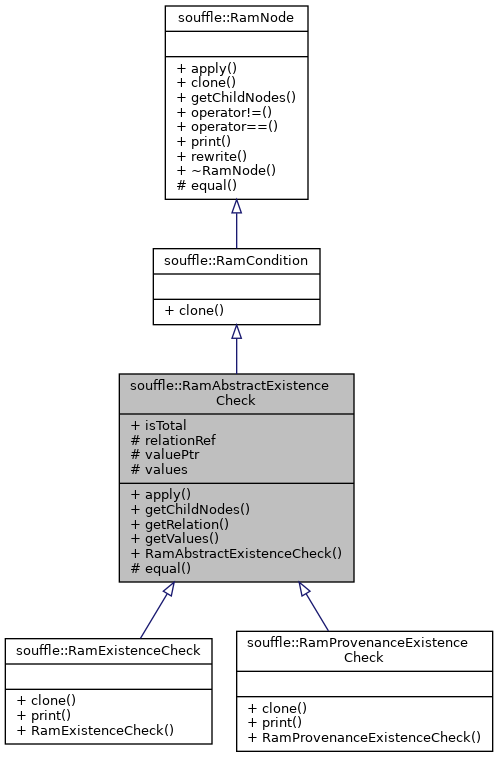 souffle::RamNode
+ apply()
+ clone()
+ getChildNodes()
+ operator!=()
+ operator==()
+ print()
+ rewrite()
+ ~RamNode()
# equal()
souffle::RamCondition
+ clone()
souffle::RamAbstractExistence
Check
+ isTotal
# relationRef
# valuePtr
# values
+ apply()
+ getChildNodes()
+ getRelation()
+ getValues()
+ RamAbstractExistenceCheck()
# equal()
souffle::RamExistenceCheck
+ clone()
+ print()
+ RamExistenceCheck()
souffle::RamProvenanceExistence
Check
+ clone()
+ print()
+ RamProvenanceExistenceCheck()